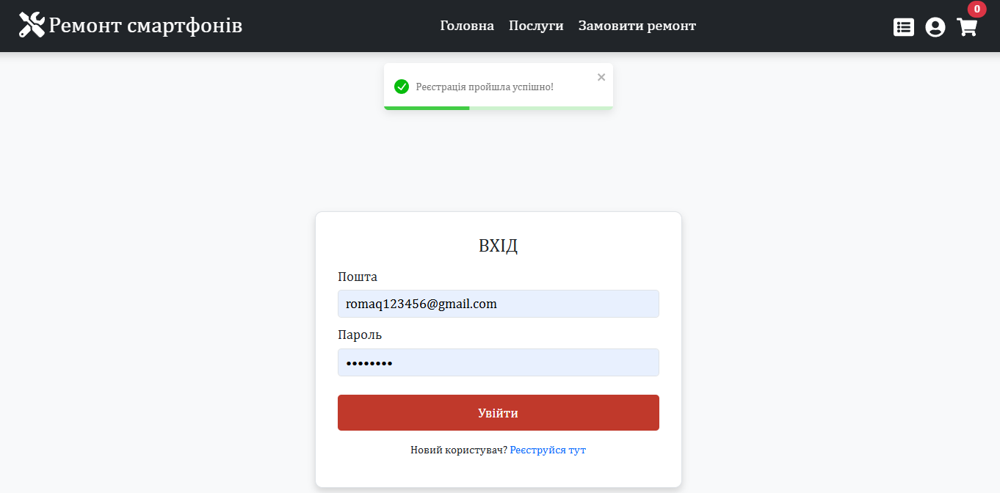 Ремонт смартфонів
Головна Послуги Замовити ремонт
0
Реєстрація пройшла успішно!
ВХІД
Пошта
romaq123456@gmail.com
Пароль
••••••••
Увійти
Новий користувач? Реєструйся тут